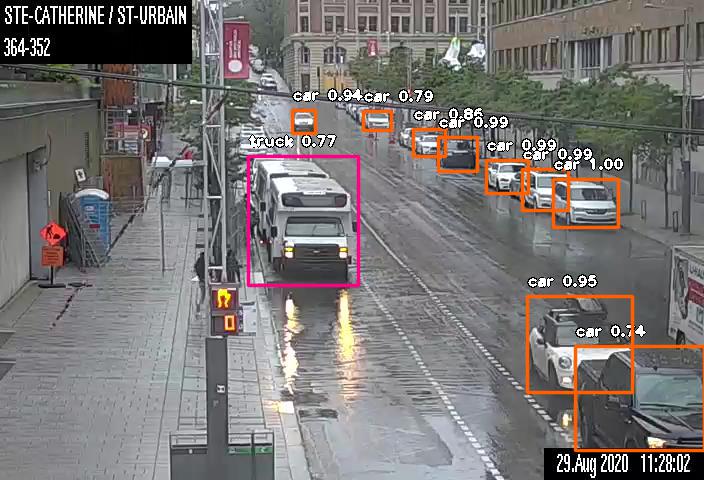 STE-CATHERINE / ST-URBAIN
364-352
car 0.94
car 0.79
car 0.86
car 0.99
truck 0.77
car 0.99
car 0.99
car 1.00
car 0.95
car 0.74
0
29.Aug 2020 11:28:02